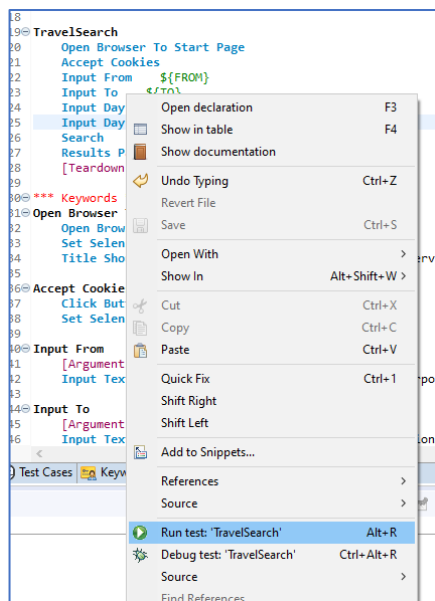 18
19 TravelSearch
20 Open Browser To Start Page
21 Accept Cookies
22 Input From ${FROM}
23 Input To ${TO}
24 Input Day
25 Input Day
26 Search
27 Results P
28 [Teardown
29
30 *** Keywords
31 Open Browser
32 Open Brow
33 Set Selen
34 Title Sho
35
36 Accept Cookie
37 Click But
38 Set Selen
39
40 Input From
41 [Argument
42 Input Tex
43
44 Input To
45 [Argument
46 Input Tex
Open declaration F3
Show in table F4
Show documentation
Undo Typing Ctrl+Z
Revert File
Save Ctrl+S
Open With
Show In Alt+Shift+W
Cut Ctrl+X
Copy Ctrl+C
Paste Ctrl+V
Quick Fix Ctrl+1
Shift Right
Shift Left
Add to Snippets...
References
Source
Run test: 'TravelSearch' Alt+R
Debug test: 'TravelSearch' Ctrl+Alt+R
Source
Find References
erv
rpo
ion
Test Cases Keyw